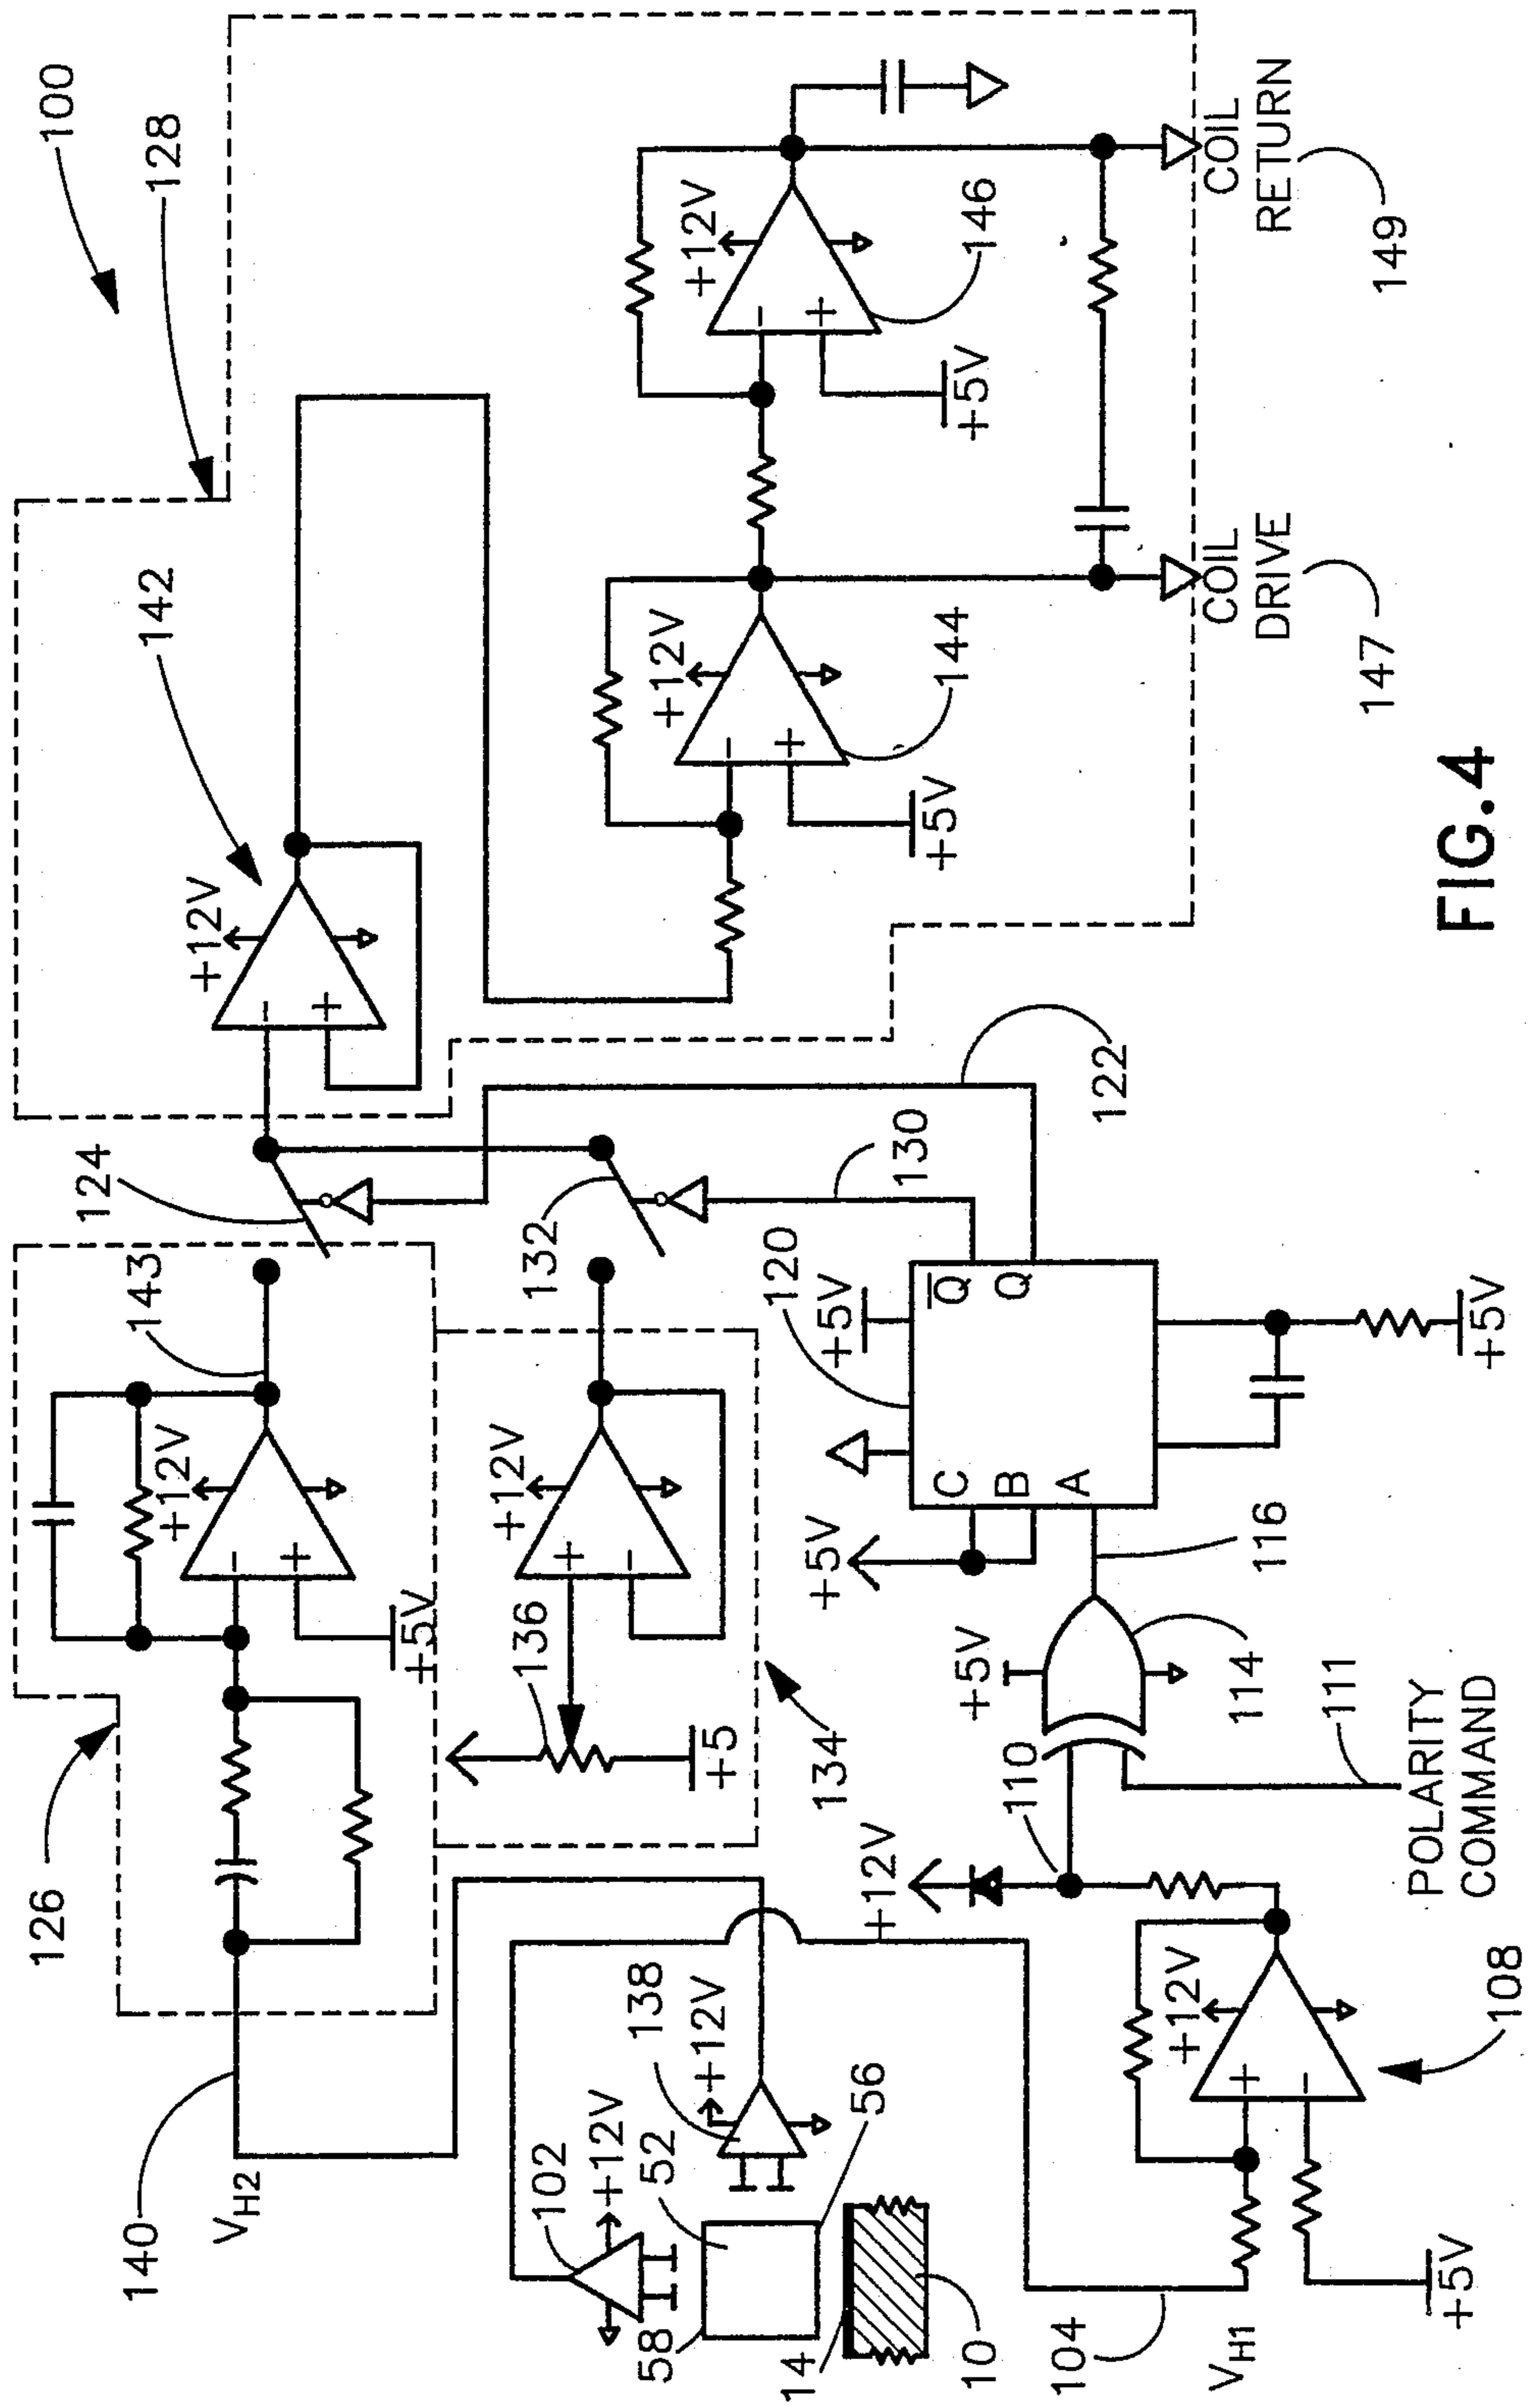 100
128
142
+12V
−
+
+12V
−
+
146
+5V
+12V
−
+
144
+5V
COIL
RETURN
149
COIL
DRIVE
147
124
143
126
+12V
−
+
+5V
132
+12V
+
−
136
+5
134
122
130
120
+5V
Q
Q
C
B
A
+5V
+5V
116
+5V
114
110
111
POLARITY
COMMAND
+12V
140
VH2
102
+12V
138
+12V
52
58
56
14
10
104
VH1
+12V
+
−
+5V
108
FIG.4